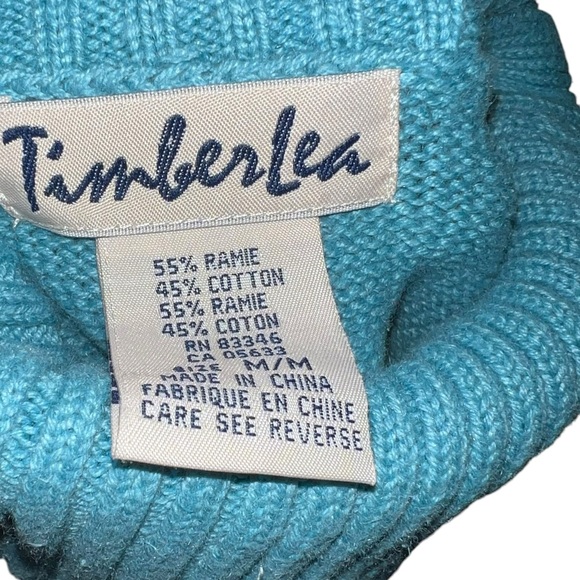 TimberLea
55% RAMIE
45% COTTON
55% RAMIE
45% COTON
RN 83346
CA 05633
SIZE M/M
MADE IN CHINA
FABRIQUE EN CHINE
CARE SEE REVERSE